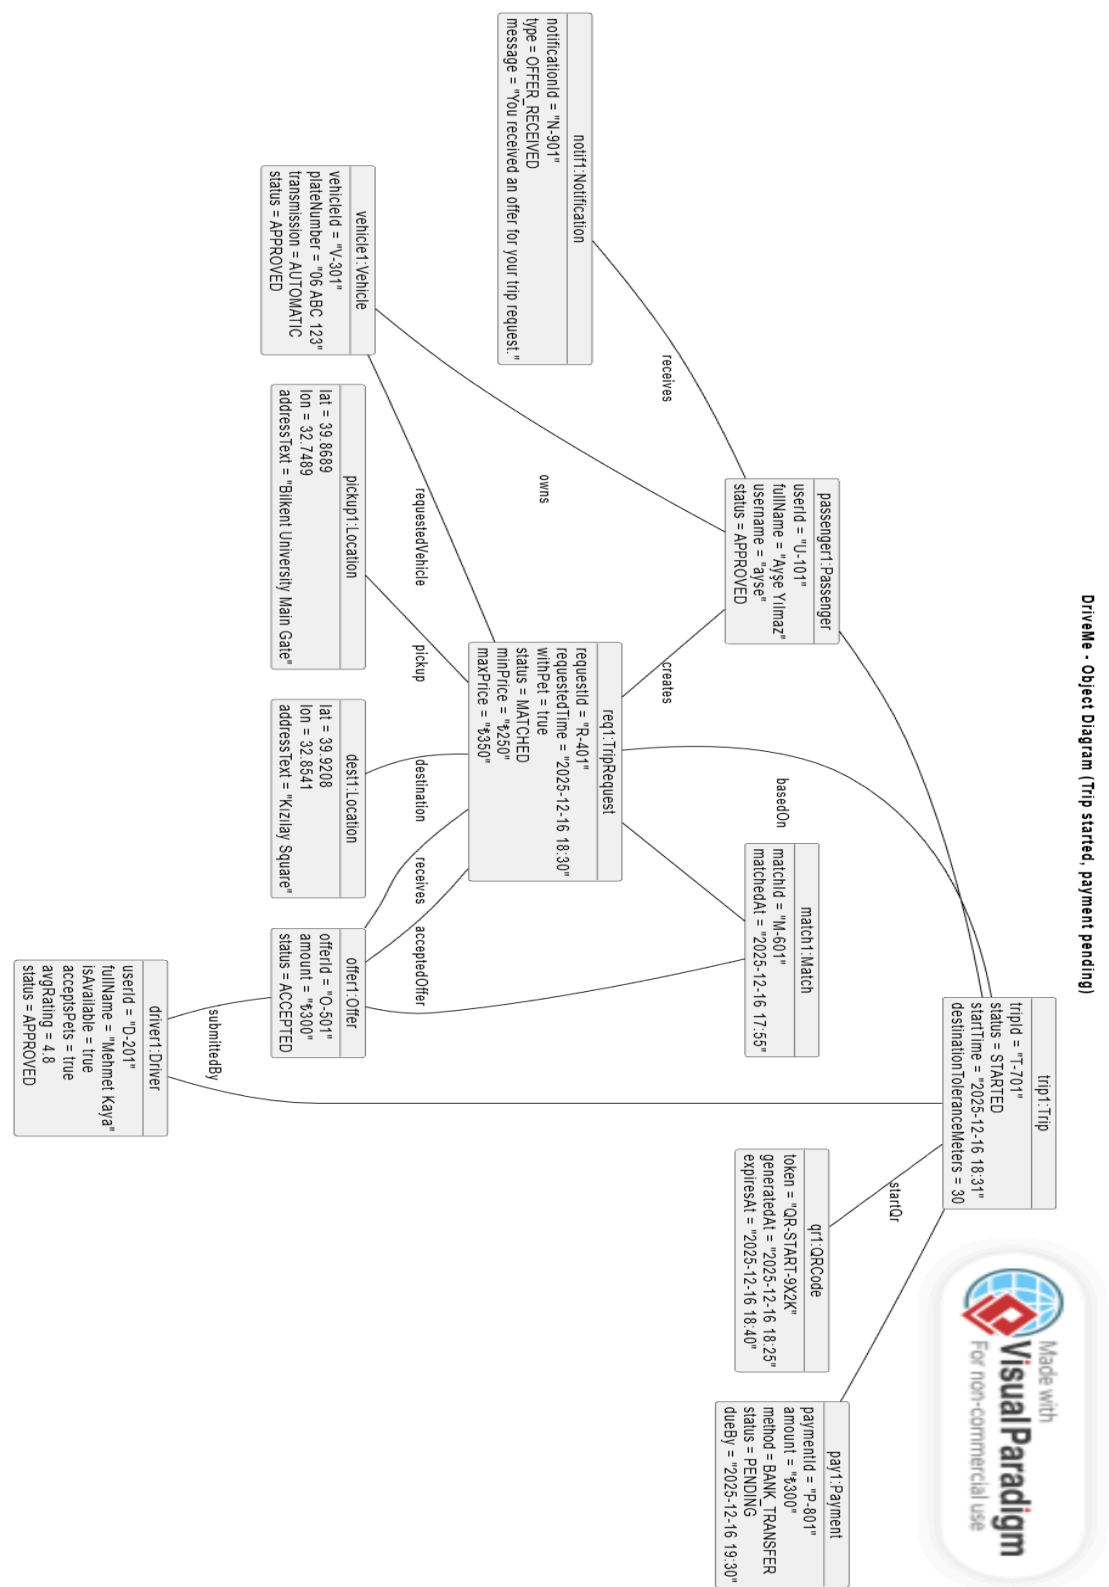 DriveMe - Object Diagram (Trip started, payment pending)
notif1:Notification
notificationId = "N-901"
type = OFFER_RECEIVED
message = "You received an offer for your trip request."
receives
passenger1:Passenger
userId = "U-101"
fullName = "Ayşe Yılmaz"
username = "ayse"
status = APPROVED
vehicle1:Vehicle
vehicleId = "V-301"
plateNumber = "06 ABC 123"
transmission = AUTOMATIC
status = APPROVED
owns
requestedVehicle
creates
pickup1:Location
lat = 39.8689
lon = 32.7489
addressText = "Bilkent University Main Gate"
pickup
req1:TripRequest
requestId = "R-401"
requestedTime = "2025-12-16 18:30"
withPet = true
status = MATCHED
minPrice = "₺250"
maxPrice = "₺350"
basedOn
dest1:Location
lat = 39.9208
lon = 32.8541
addressText = "Kızılay Square"
destination
receives
acceptedOffer
match1:Match
matchId = "M-601"
matchedAt = "2025-12-16 17:55"
offer1:Offer
offerId = "O-501"
amount = "₺300"
status = ACCEPTED
submittedBy
driver1:Driver
userId = "D-201"
fullName = "Mehmet Kaya"
isAvailable = true
acceptsPets = true
avgRating = 4.8
status = APPROVED
trip1:Trip
tripId = "T-701"
status = STARTED
startTime = "2025-12-16 18:31"
destinationToleranceMeters = 30
startQr
qr1:QRCode
token = "QR-START-9X2K"
generatedAt = "2025-12-16 18:25"
expiresAt = "2025-12-16 18:40"
pay1:Payment
paymentId = "P-801"
amount = "₺300"
method = BANK_TRANSFER
status = PENDING
dueBy = "2025-12-16 19:30"
Made with
VisualParadigm
For non-commercial use